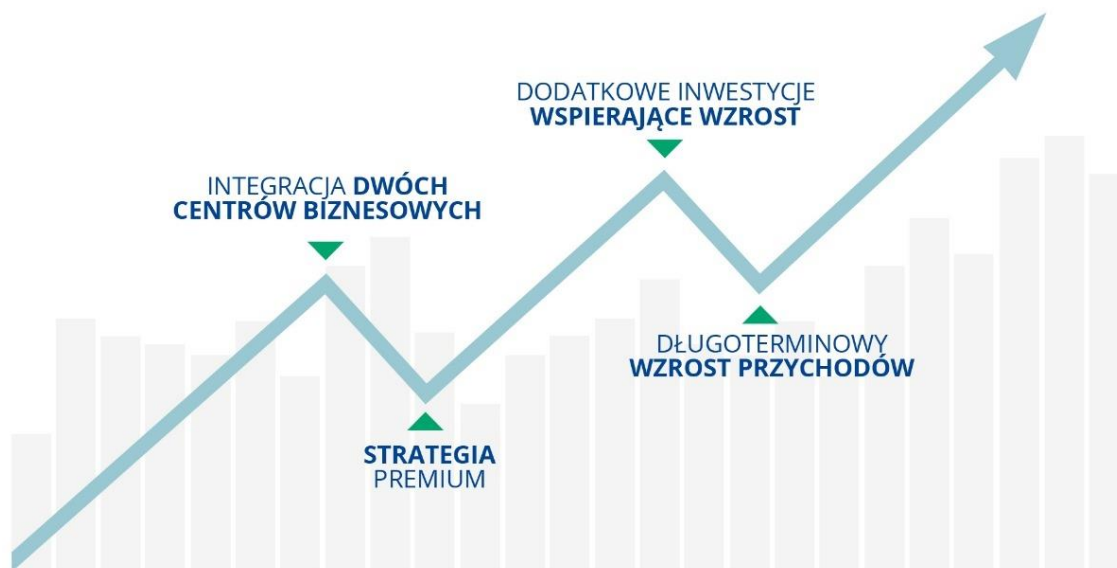 DODATKOWE INWESTYCJE
WSPIERAJĄCE WZROST
INTEGRACJA DWÓCH
CENTRÓW BIZNESOWYCH
DŁUGOTERMINOWY
WZROST PRZYCHODÓW
STRATEGIA
PREMIUM